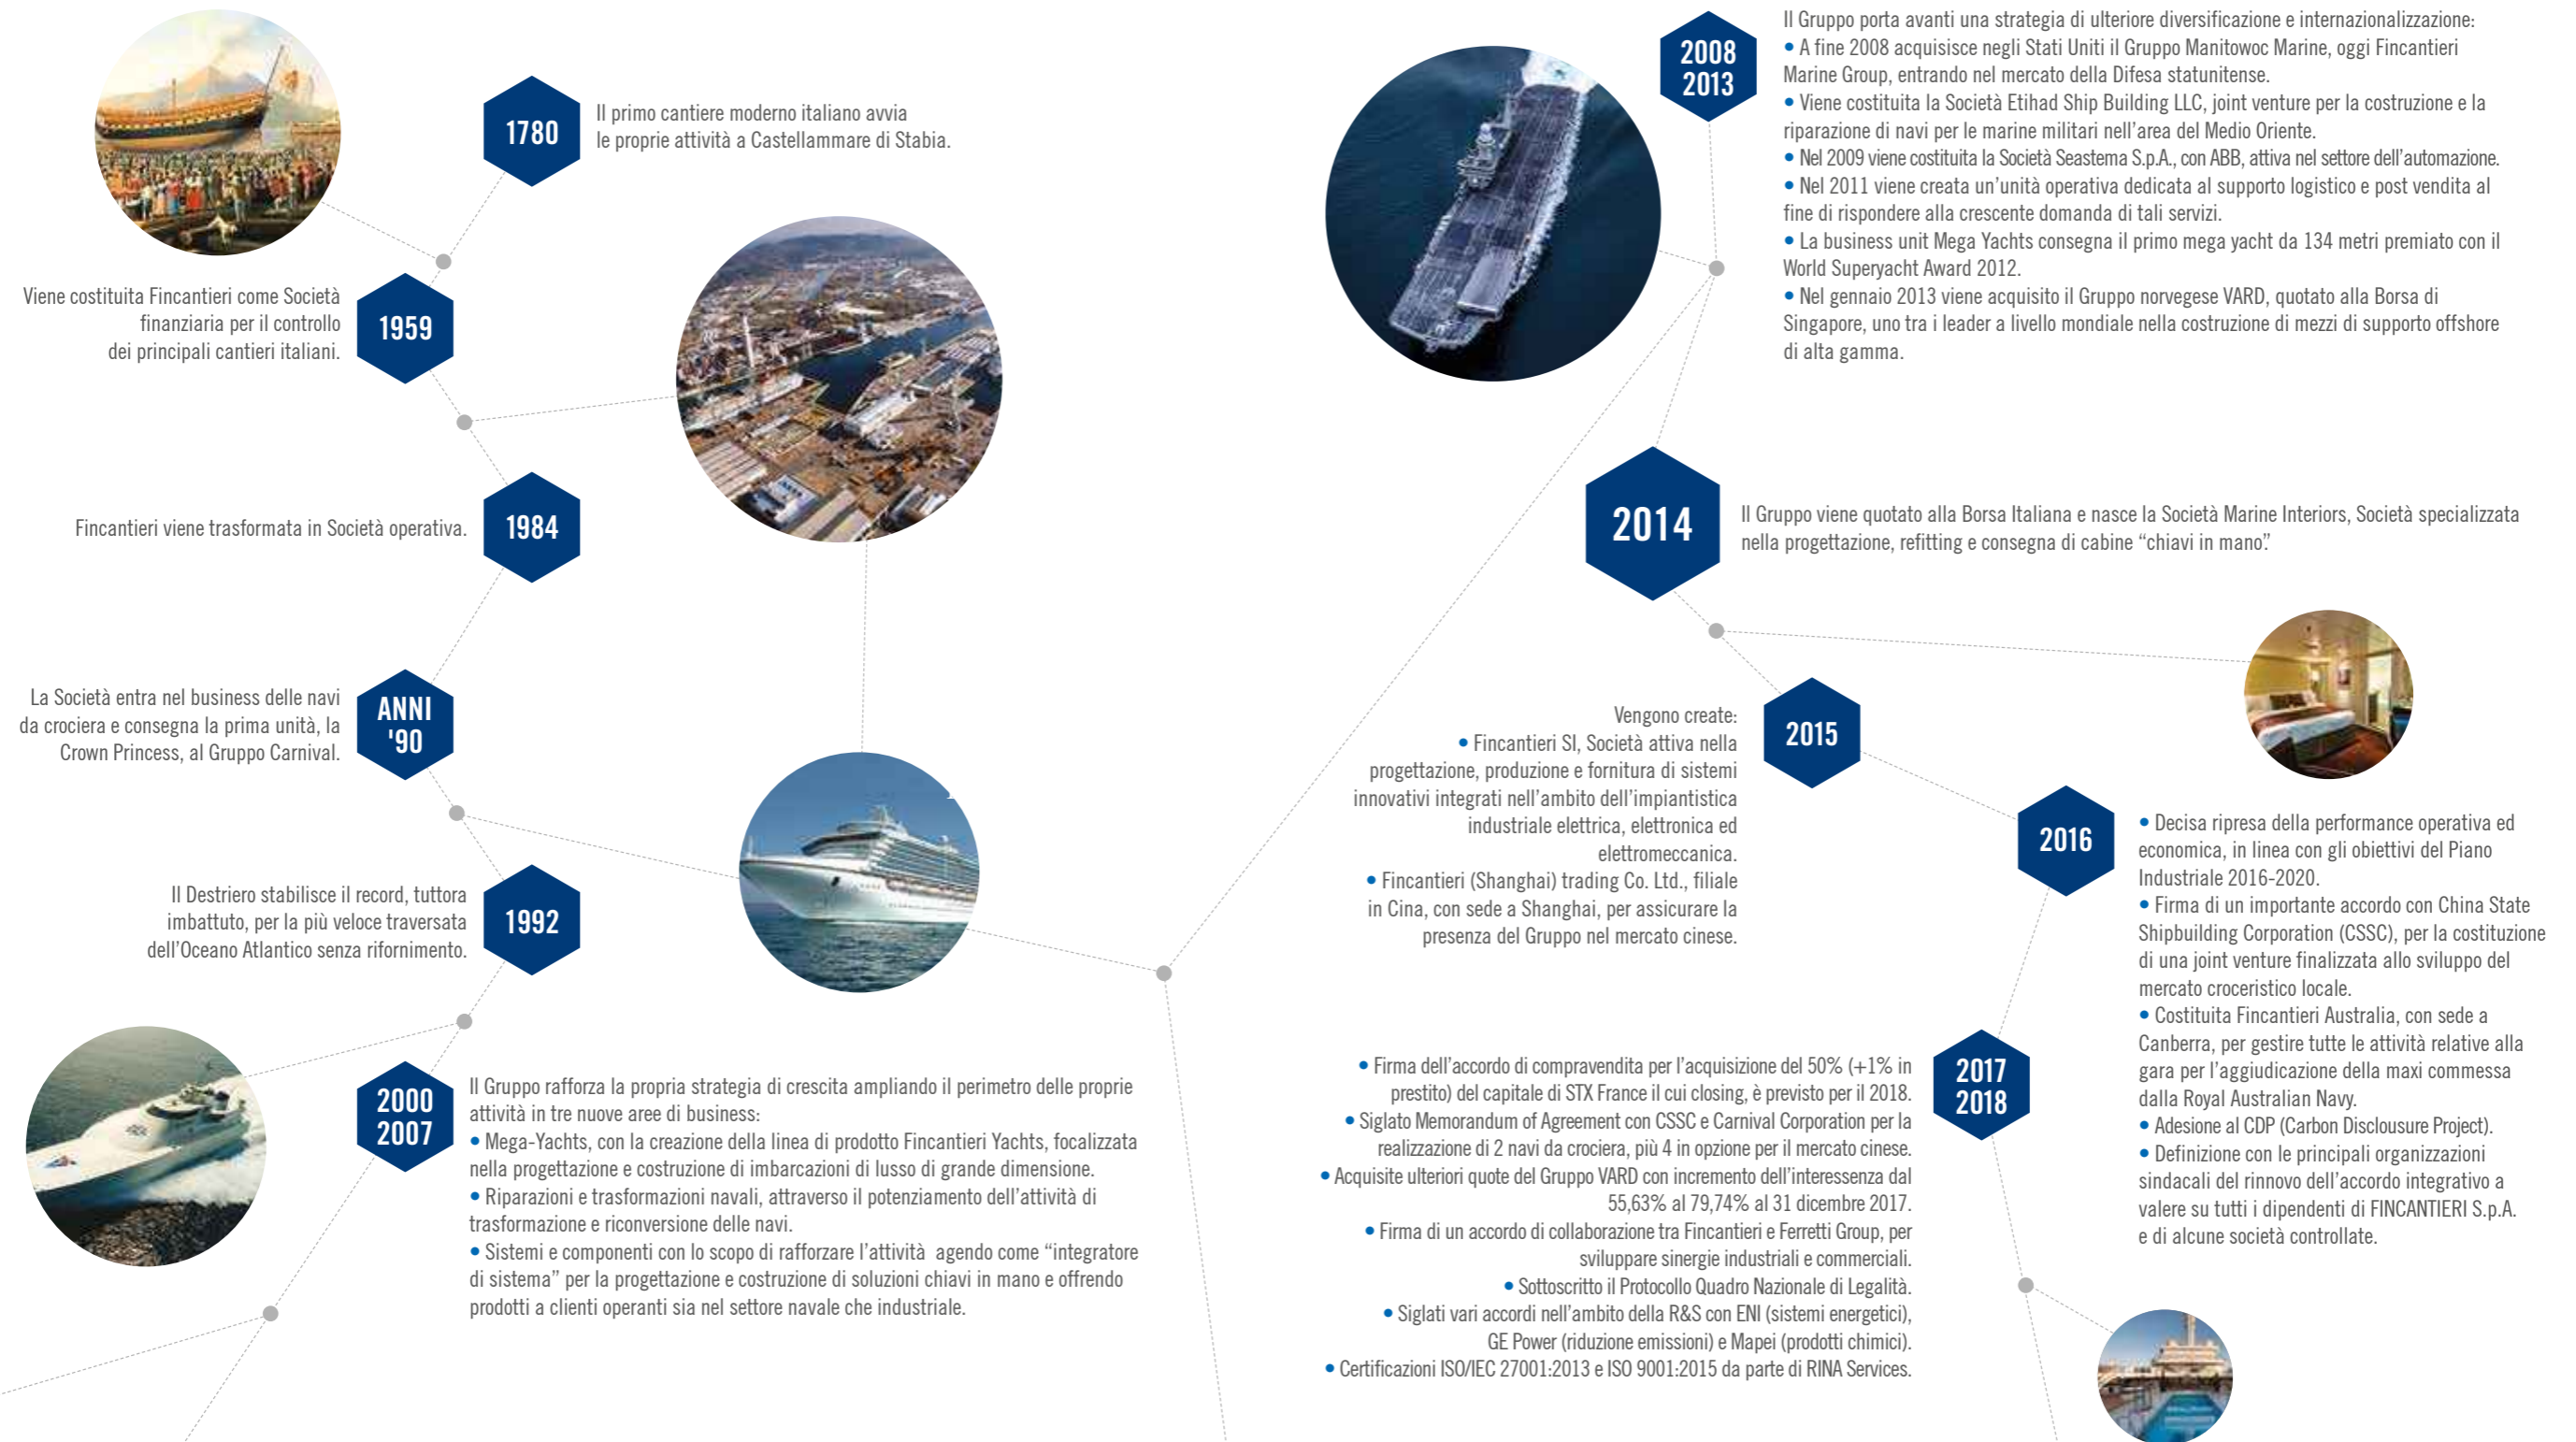 1780
Il primo cantiere moderno italiano avvia
le proprie attività a Castellammare di Stabia.
Viene costituita Fincantieri come Società
finanziaria per il controllo
dei principali cantieri italiani.
1959
Fincantieri viene trasformata in Società operativa.
1984
La Società entra nel business delle navi
da crociera e consegna la prima unità, la
Crown Princess, al Gruppo Carnival.
ANNI
'90
Il Destriero stabilisce il record, tuttora
imbattuto, per la più veloce traversata
dell'Oceano Atlantico senza rifornimento.
1992
2000
2007
Il Gruppo rafforza la propria strategia di crescita ampliando il perimetro delle proprie
attività in tre nuove aree di business:
• Mega-Yachts, con la creazione della linea di prodotto Fincantieri Yachts, focalizzata
nella progettazione e costruzione di imbarcazioni di lusso di grande dimensione.
• Riparazioni e trasformazioni navali, attraverso il potenziamento dell'attività di
trasformazione e riconversione delle navi.
• Sistemi e componenti con lo scopo di rafforzare l'attività agendo come “integratore
di sistema” per la progettazione e costruzione di soluzioni chiavi in mano e offrendo
prodotti a clienti operanti sia nel settore navale che industriale.
2008
2013
Il Gruppo porta avanti una strategia di ulteriore diversificazione e internazionalizzazione:
• A fine 2008 acquisisce negli Stati Uniti il Gruppo Manitowoc Marine, oggi Fincantieri
Marine Group, entrando nel mercato della Difesa statunitense.
• Viene costituita la Società Etihad Ship Building LLC, joint venture per la costruzione e la
riparazione di navi per le marine militari nell'area del Medio Oriente.
• Nel 2009 viene costituita la Società Seastema S.p.A., con ABB, attiva nel settore dell'automazione.
• Nel 2011 viene creata un'unità operativa dedicata al supporto logistico e post vendita al
fine di rispondere alla crescente domanda di tali servizi.
• La business unit Mega Yachts consegna il primo mega yacht da 134 metri premiato con il
World Superyacht Award 2012.
• Nel gennaio 2013 viene acquisito il Gruppo norvegese VARD, quotato alla Borsa di
Singapore, uno tra i leader a livello mondiale nella costruzione di mezzi di supporto offshore
di alta gamma.
2014
Il Gruppo viene quotato alla Borsa Italiana e nasce la Società Marine Interiors, Società specializzata
nella progettazione, refitting e consegna di cabine “chiavi in mano”.
Vengono create:
• Fincantieri SI, Società attiva nella
progettazione, produzione e fornitura di sistemi
innovativi integrati nell'ambito dell'impiantistica
industriale elettrica, elettronica ed
elettromeccanica.
• Fincantieri (Shanghai) trading Co. Ltd., filiale
in Cina, con sede a Shanghai, per assicurare la
presenza del Gruppo nel mercato cinese.
2015
2016
• Decisa ripresa della performance operativa ed
economica, in linea con gli obiettivi del Piano
Industriale 2016-2020.
• Firma di un importante accordo con China State
Shipbuilding Corporation (CSSC), per la costituzione
di una joint venture finalizzata allo sviluppo del
mercato croceristico locale.
• Costituita Fincantieri Australia, con sede a
Canberra, per gestire tutte le attività relative alla
gara per l'aggiudicazione della maxi commessa
dalla Royal Australian Navy.
• Adesione al CDP (Carbon Disclousure Project).
• Definizione con le principali organizzazioni
sindacali del rinnovo dell'accordo integrativo a
valere su tutti i dipendenti di FINCANTIERI S.p.A.
e di alcune società controllate.
• Firma dell'accordo di compravendita per l'acquisizione del 50% (+1% in
prestito) del capitale di STX France il cui closing, è previsto per il 2018.
• Siglato Memorandum of Agreement con CSSC e Carnival Corporation per la
realizzazione di 2 navi da crociera, più 4 in opzione per il mercato cinese.
• Acquisite ulteriori quote del Gruppo VARD con incremento dell'interessenza dal
55,63% al 79,74% al 31 dicembre 2017.
• Firma di un accordo di collaborazione tra Fincantieri e Ferretti Group, per
sviluppare sinergie industriali e commerciali.
• Sottoscritto il Protocollo Quadro Nazionale di Legalità.
• Siglati vari accordi nell'ambito della R&S con ENI (sistemi energetici),
GE Power (riduzione emissioni) e Mapei (prodotti chimici).
• Certificazioni ISO/IEC 27001:2013 e ISO 9001:2015 da parte di RINA Services.
2017
2018